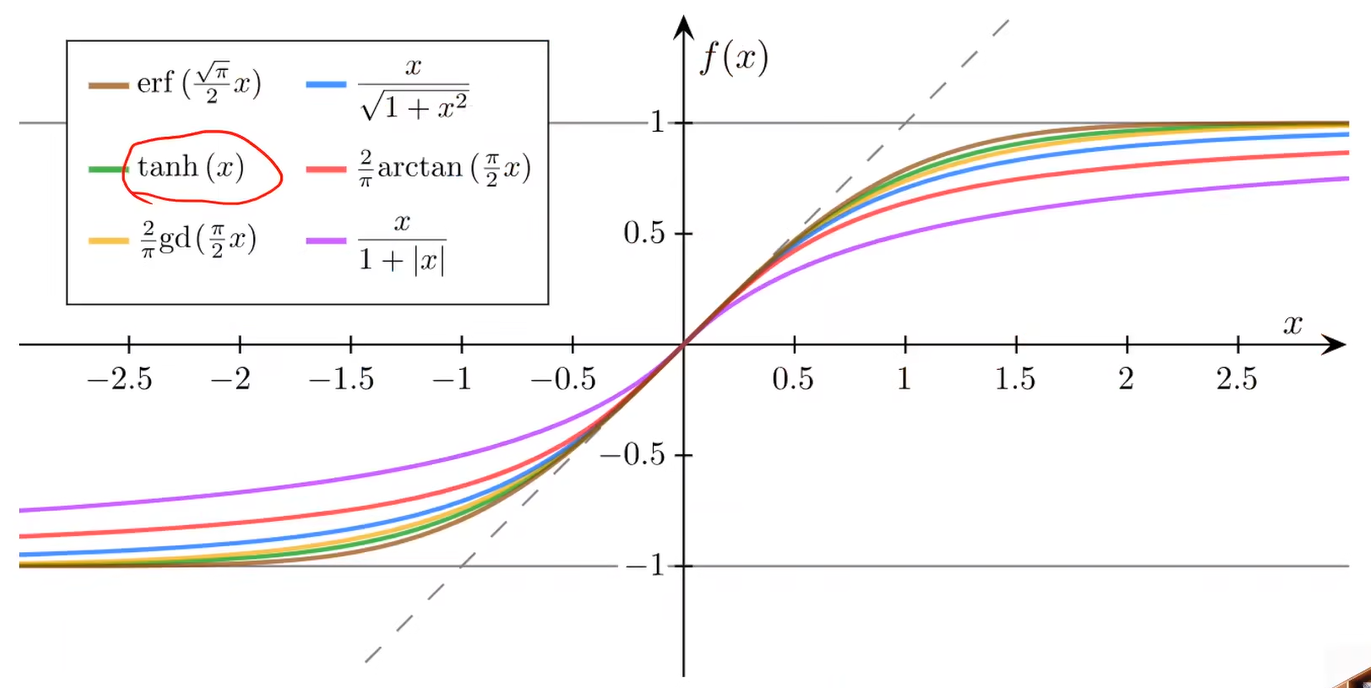 f(x)
erf (√π/2 x)
x/√(1 + x²)
tanh (x)
2/π arctan (π/2 x)
2/π gd (π/2 x)
x/(1 + |x|)
1
0.5
x
−2.5 −2 −1.5 −1 −0.5 0.5 1 1.5 2 2.5
−0.5
−1